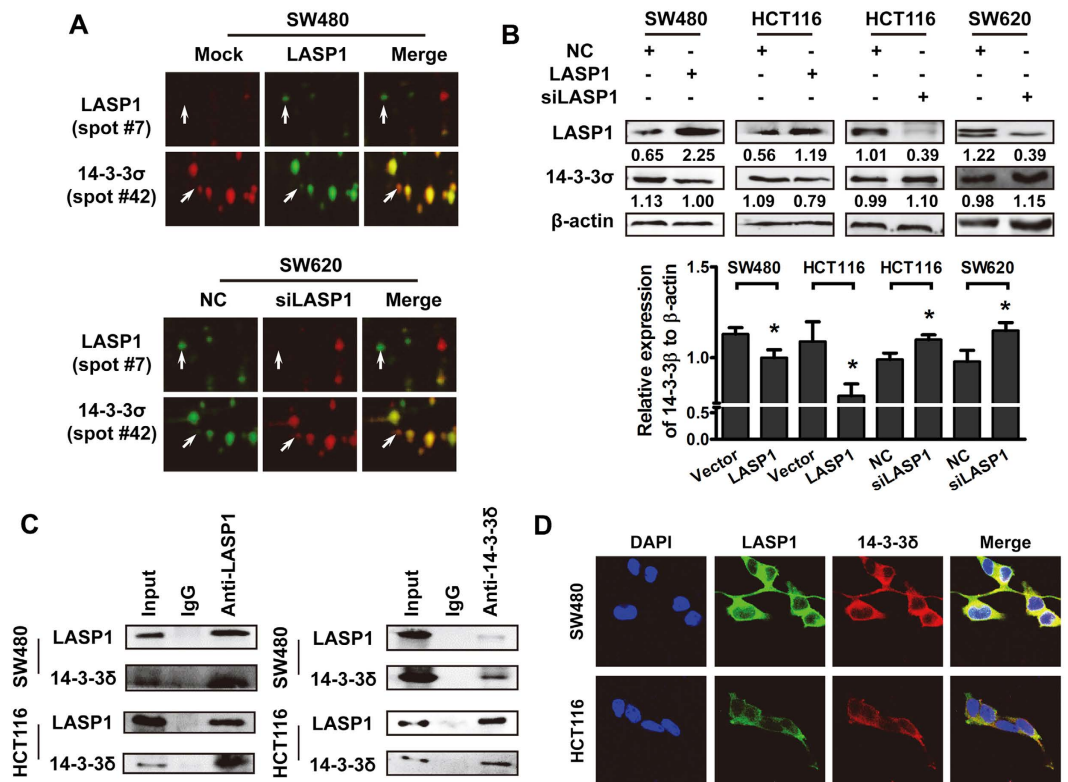 A
SW480
Mock LASP1 Merge
LASP1
(spot #7)
14-3-3σ
(spot #42)
SW620
NC siLASP1 Merge
LASP1
(spot #7)
14-3-3σ
(spot #42)
B
SW480 HCT116 HCT116 SW620
NC + - + - + - + -
LASP1 - + - + - - - -
siLASP1 - - - - - + - +
LASP1
0.65 2.25 0.56 1.19 1.01 0.39 1.22 0.39
14-3-3σ
1.13 1.00 1.09 0.79 0.99 1.10 0.98 1.15
β-actin
Relative expression
of 14-3-3β to β-actin
1.5
1.0
0.5
0.0
SW480 HCT116 HCT116 SW620
* * * *
Vector LASP1 Vector LASP1 NC siLASP1 NC siLASP1
C
Input IgG Anti-LASP1
SW480
LASP1
14-3-3δ
HCT116
LASP1
14-3-3δ
Input IgG Anti-14-3-3δ
SW480
LASP1
14-3-3δ
HCT116
LASP1
14-3-3δ
D
DAPI LASP1 14-3-3δ Merge
SW480
HCT116